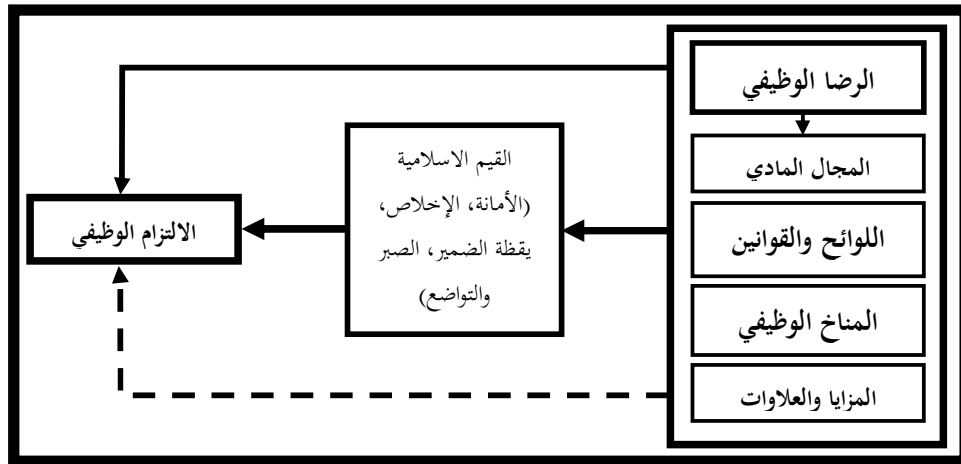 الرضا الوظيفي
المجال المادي
اللوائح والقوانين
المناخ الوظيفي
المزايا والعلاوات
القيم الاسلامية
(الأمانة، الإخلاص،
يقظة الضمير، الصبر
والتواضع)
الالتزام الوظيفي